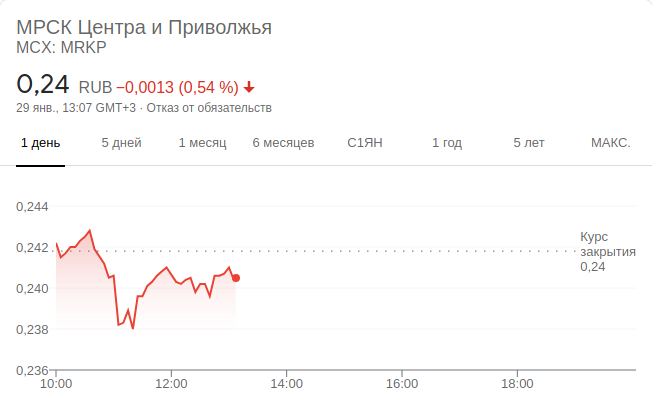 МРСК Центра и Приволжья
MCX: MRKP
0,24 RUB −0,0013 (0,54 %)
29 янв., 13:07 GMT+3 · Отказ от обязательств
1 день 5 дней 1 месяц 6 месяцев С1ЯН 1 год 5 лет МАКС.
0,244
0,242
0,240
0,238
0,236
Курс
закрытия
0,24
10:00 12:00 14:00 16:00 18:00